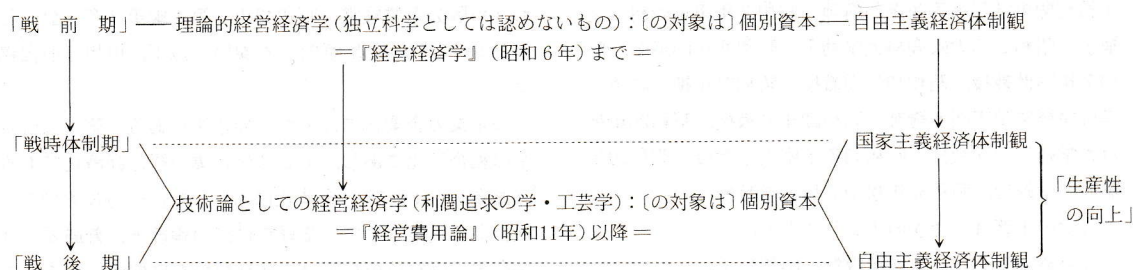 「戦 前 期」── 理論的経営経済学(独立科学としては認めないもの):〔の対象は〕個別資本 ── 自由主義経済体制観
=『経営経済学』(昭和6年)まで=
「戦時体制期」
国家主義経済体制観
「生産性
の向上」
技術論としての経営経済学(利潤追求の学・工芸学):〔の対象は〕個別資本
=『経営費用論』(昭和11年)以降=
「戦 後 期」
自由主義経済体制観